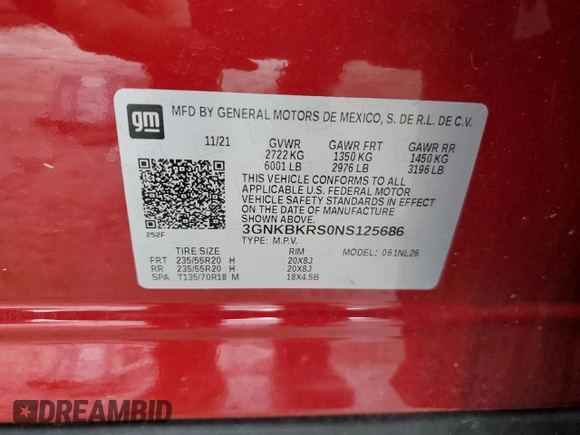 gm MFD BY GENERAL MOTORS DE MEXICO, S. DE R.L. DE C.V.
11/21 GVWR GAWR FRT GAWR RR
2722 KG 1350 KG 1450 KG
6001 LB 2976 LB 3196 LB
THIS VEHICLE CONFORMS TO ALL
APPLICABLE U.S. FEDERAL MOTOR
VEHICLE SAFETY STANDARDS IN EFFECT
ON THE DATE OF MANUFACTURE
SHOWN ABOVE.
252F 3GNKBKRS0NS125686
TYPE: M.P.V. MODEL: 061NL26
TIRE SIZE RIM
FRT 235/55R20 H 20X8J
RR 235/55R20 H 20X8J
SPA T135/70R18 M 18X4.5B
DREAMBID